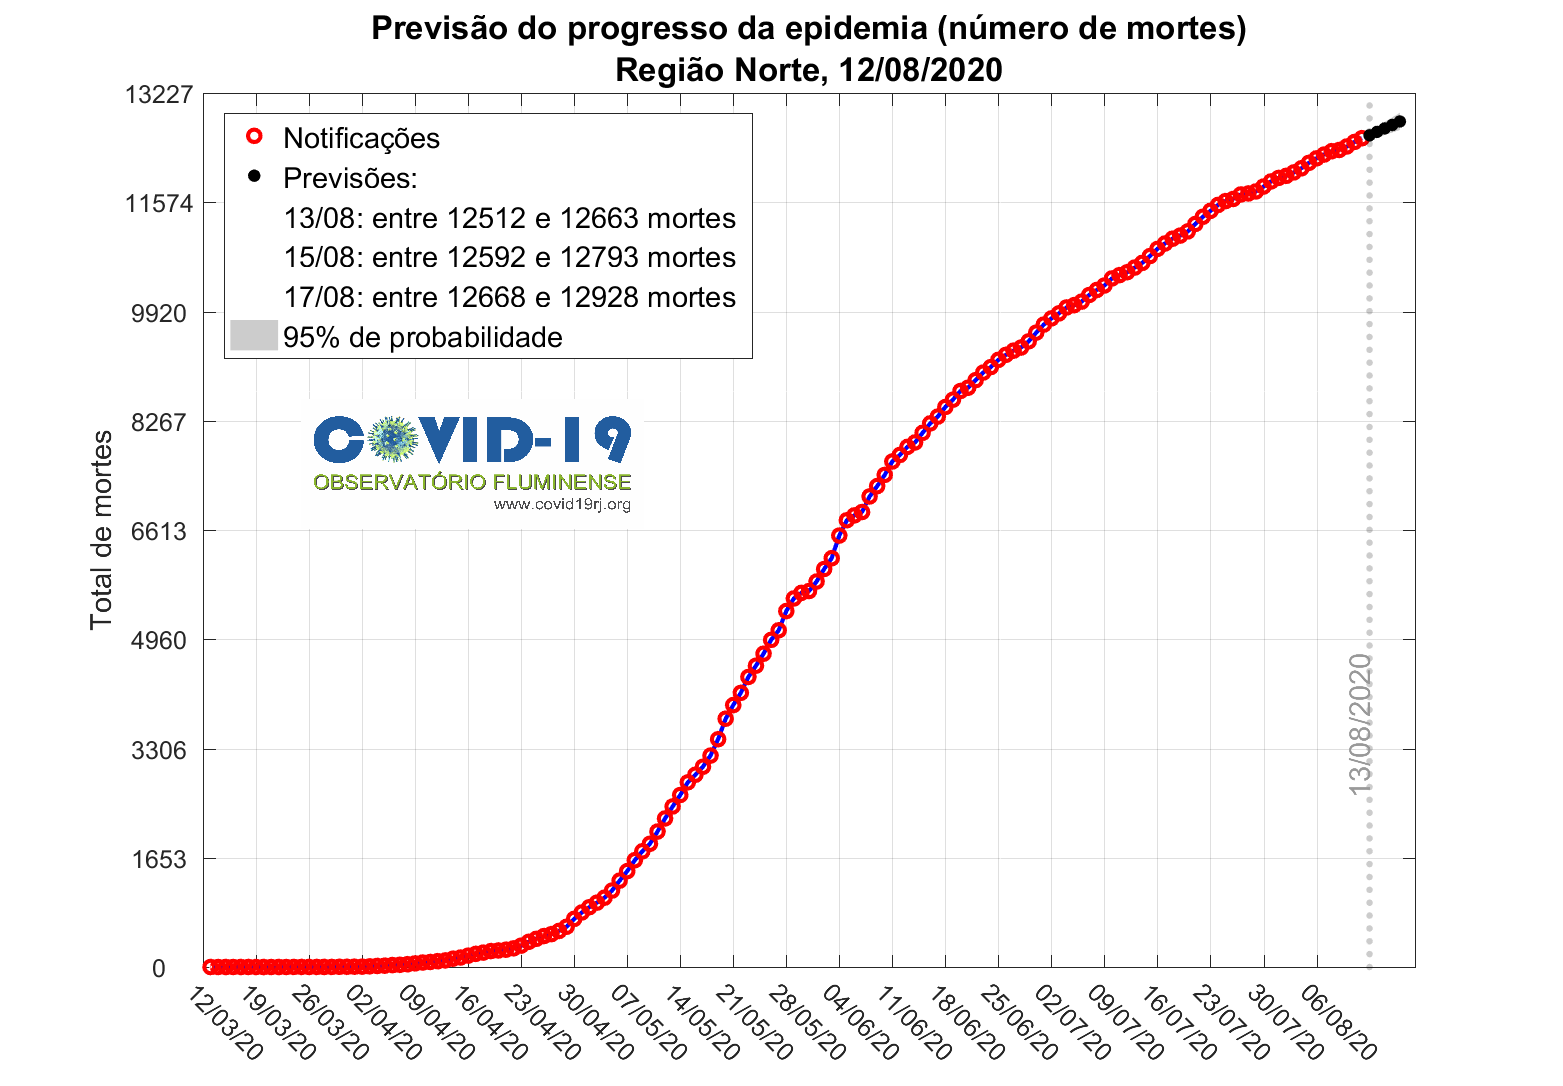 Previsão do progresso da epidemia (número de mortes)
Região Norte, 12/08/2020
13227
11574
9920
8267
6613
4960
3306
1653
0
Total de mortes
Notificações
Previsões:
13/08: entre 12512 e 12663 mortes
15/08: entre 12592 e 12793 mortes
17/08: entre 12668 e 12928 mortes
95% de probabilidade
COVID-19
OBSERVATÓRIO FLUMINENSE
www.covid19rj.org
13/08/2020
12/03/20
19/03/20
26/03/20
02/04/20
09/04/20
16/04/20
23/04/20
30/04/20
07/05/20
14/05/20
21/05/20
28/05/20
04/06/20
11/06/20
18/06/20
25/06/20
02/07/20
09/07/20
16/07/20
23/07/20
30/07/20
06/08/20